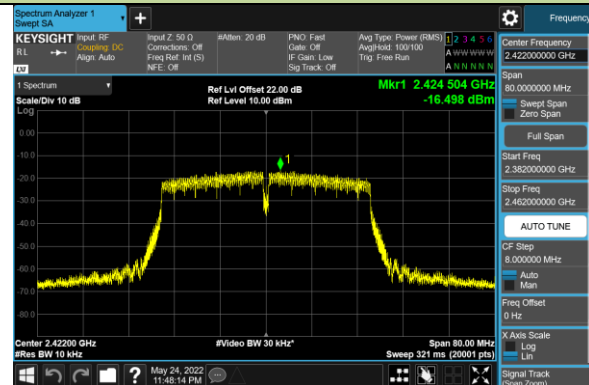 Spectrum Analyzer 1
Swept SA
Frequency
KEYSIGHT
RL
LXI
Input: RF
Coupling: DC
Align: Auto
Input Z: 50 Ω
Corrections: Off
Freq Ref: Int (S)
NFE: Off
#Atten: 20 dB
PNO: Fast
Gate: Off
IF Gain: Low
Sig Track: Off
Avg Type: Power (RMS)
Avg|Hold: 100/100
Trig: Free Run
1 2 3 4 5 6
A W W W W W
A N N N N N
1 Spectrum
Scale/Div 10 dB
Log
Ref Lvl Offset 22.00 dB
Ref Level 10.00 dBm
Mkr1 2.424 504 GHz
-16.498 dBm
0.00
-10.0
-20.0
-30.0
-40.0
-50.0
-60.0
-70.0
-80.0
1
Center 2.42200 GHz
#Res BW 10 kHz
#Video BW 30 kHz*
Span 80.00 MHz
Sweep 321 ms (20001 pts)
Center Frequency
2.422000000 GHz
Span
80.0000000 MHz
Swept Span
Zero Span
Full Span
Start Freq
2.382000000 GHz
Stop Freq
2.462000000 GHz
AUTO TUNE
CF Step
8.000000 MHz
Auto
Man
Freq Offset
0 Hz
X Axis Scale
Log
Lin
Signal Track
(Span Zoom)
May 24, 2022
11:48:14 PM